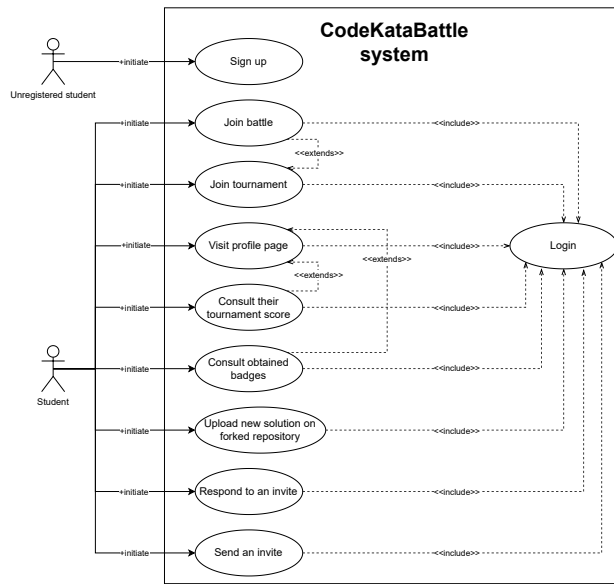 CodeKataBattle
system
+initiate
Sign up
Unregistered student
+initiate
Join battle
<<include>>
<<extends>>
+initiate
Join tournament
<<include>>
+initiate
Visit profile page
<<include>>
<<extends>>
Login
<<extends>>
+initiate
Consult their
tournament score
<<include>>
+initiate
Consult obtained
badges
<<include>>
Student
+initiate
Upload new solution on
forked repository
<<include>>
+initiate
Respond to an invite
<<include>>
+initiate
Send an invite
<<include>>